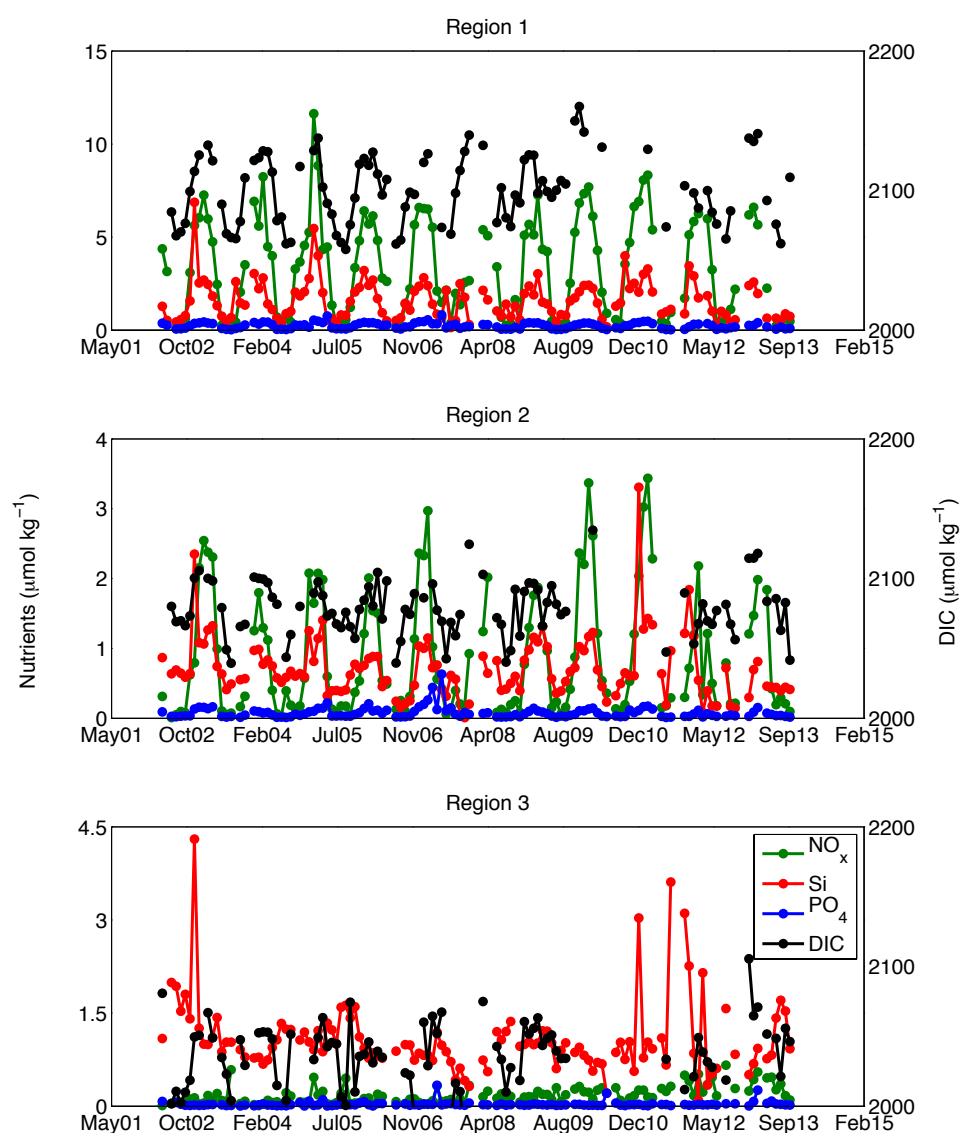 Region 1
15 2200
10 2100
5
0 2000
May01 Oct02 Feb04 Jul05 Nov06 Apr08 Aug09 Dec10 May12 Sep13 Feb15
Region 2
4 2200
3
2 2100
1
0 2000
May01 Oct02 Feb04 Jul05 Nov06 Apr08 Aug09 Dec10 May12 Sep13 Feb15
Nutrients (μmol kg⁻¹)
DIC (μmol kg⁻¹)
Region 3
4.5 2200
NOₓ
Si
PO₄
DIC
3
2100
1.5
0 2000
May01 Oct02 Feb04 Jul05 Nov06 Apr08 Aug09 Dec10 May12 Sep13 Feb15